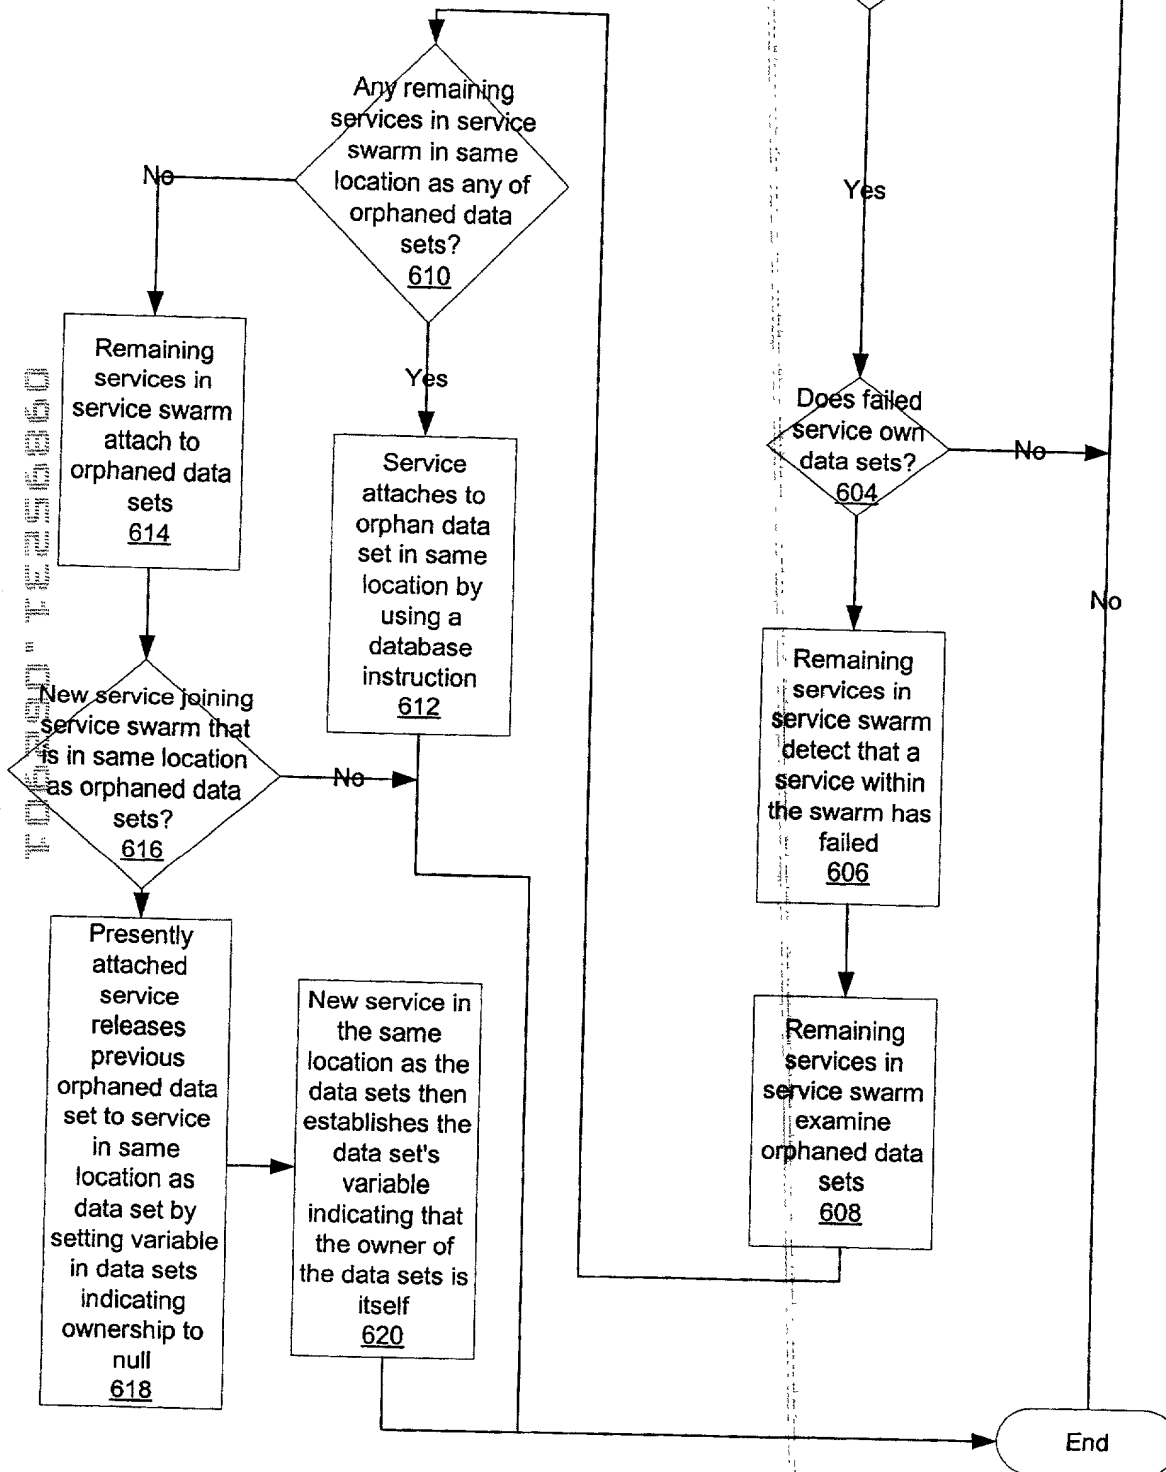 Any remaining
services in service
swarm in same
location as any of
orphaned data
sets?
610
No
Yes
Remaining
services in
service swarm
attach to
orphaned data
sets
614
Service
attaches to
orphan data
set in same
location by
using a
database
instruction
612
New service joining
service swarm that
is in same location
as orphaned data
sets?
616
No
Presently
attached
service
releases
previous
orphaned data
set to service
in same
location as
data set by
setting variable
in data sets
indicating
ownership to
null
618
New service in
the same
location as the
data sets then
establishes the
data set's
variable
indicating that
the owner of
the data sets is
itself
620
Yes
Does failed
service own
data sets?
604
No
No
Remaining
services in
service swarm
detect that a
service within
the swarm has
failed
606
Remaining
services in
service swarm
examine
orphaned data
sets
608
End